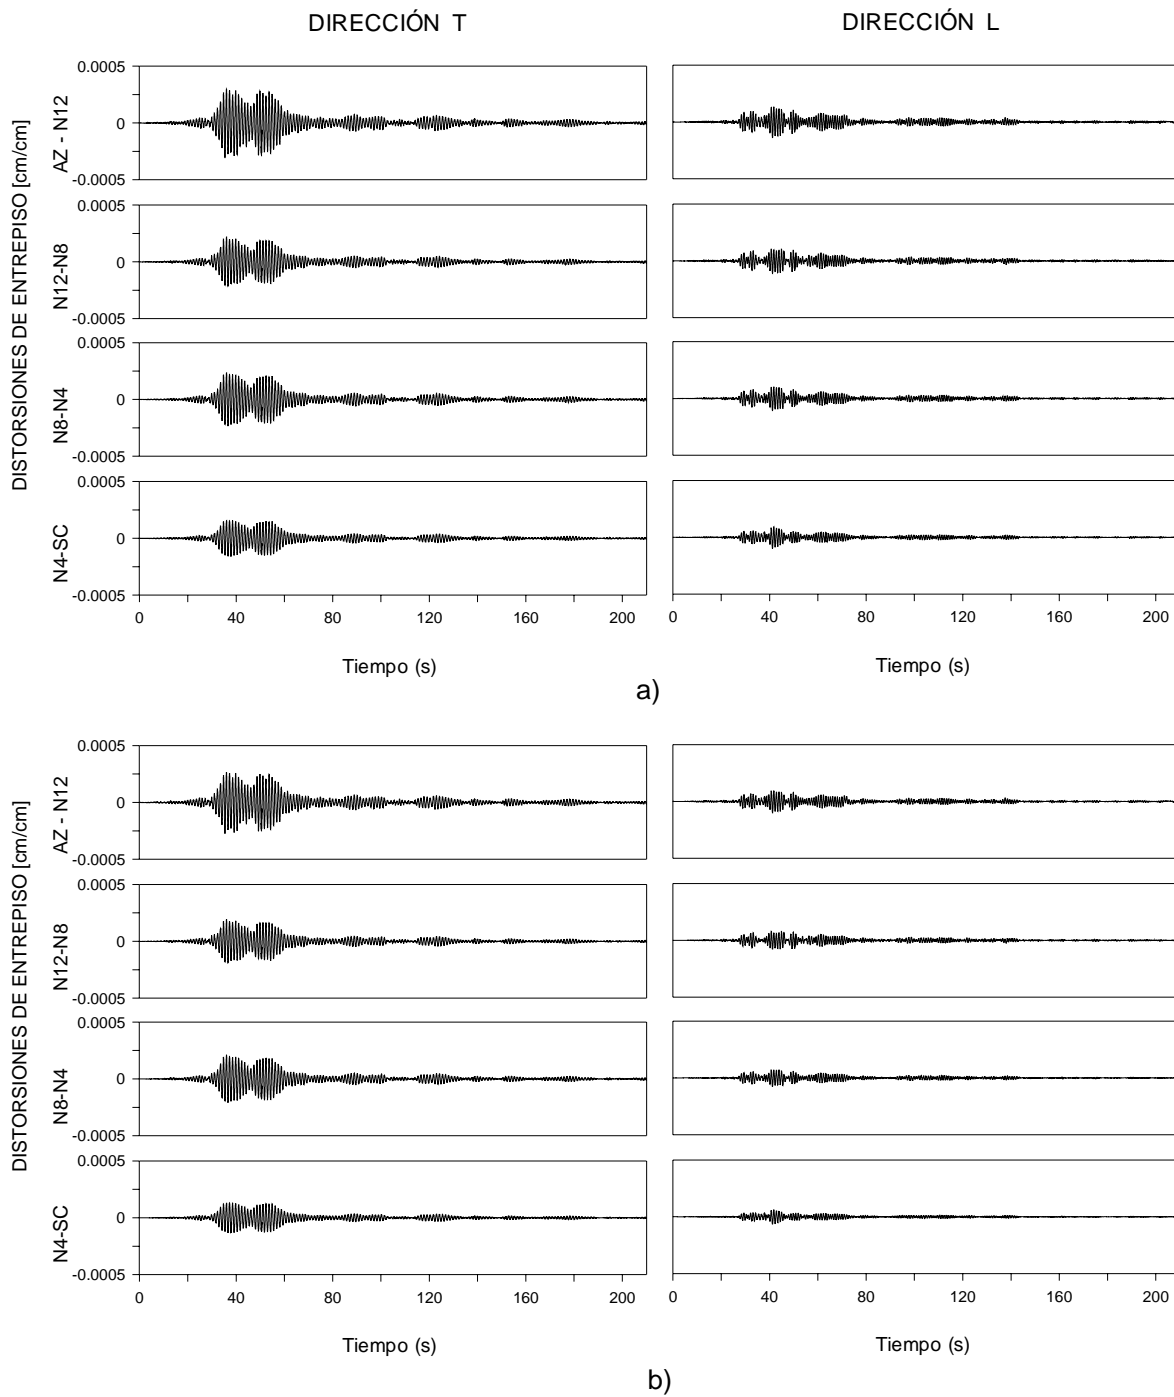 DIRECCIÓN T
DIRECCIÓN L
DISTORSIONES DE ENTREPISO [cm/cm]
AZ - N12
0.0005
0
-0.0005
N12-N8
0.0005
0
-0.0005
N8-N4
0.0005
0
-0.0005
N4-SC
0.0005
0
-0.0005
0 40 80 120 160 200
0 40 80 120 160 200
Tiempo (s)
Tiempo (s)
a)
DISTORSIONES DE ENTREPISO [cm/cm]
AZ - N12
0.0005
0
-0.0005
N12-N8
0.0005
0
-0.0005
N8-N4
0.0005
0
-0.0005
N4-SC
0.0005
0
-0.0005
0 40 80 120 160 200
0 40 80 120 160 200
Tiempo (s)
Tiempo (s)
b)